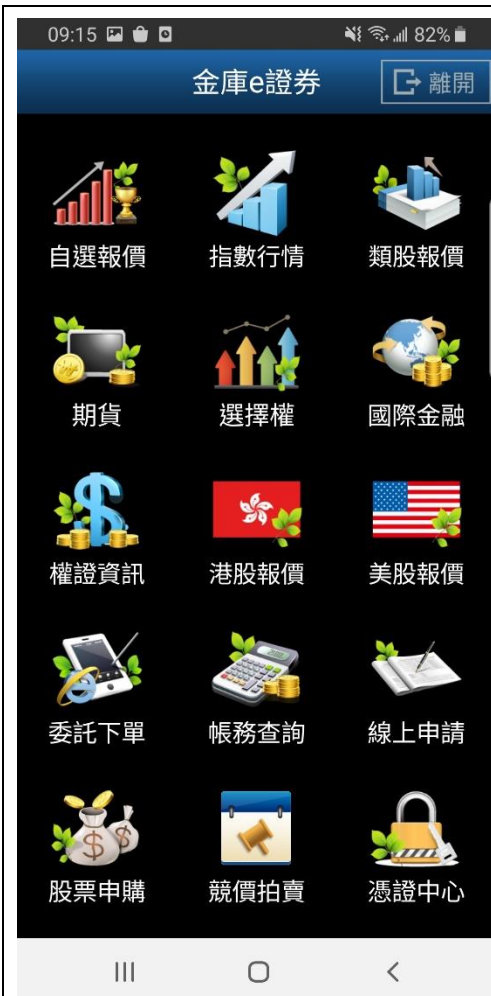 09:15 82%
金庫e證券 離開
自選報價 指數行情 類股報價
期貨 選擇權 國際金融
權證資訊 港股報價 美股報價
委託下單 帳務查詢 線上申請
股票申購 競價拍賣 憑證中心